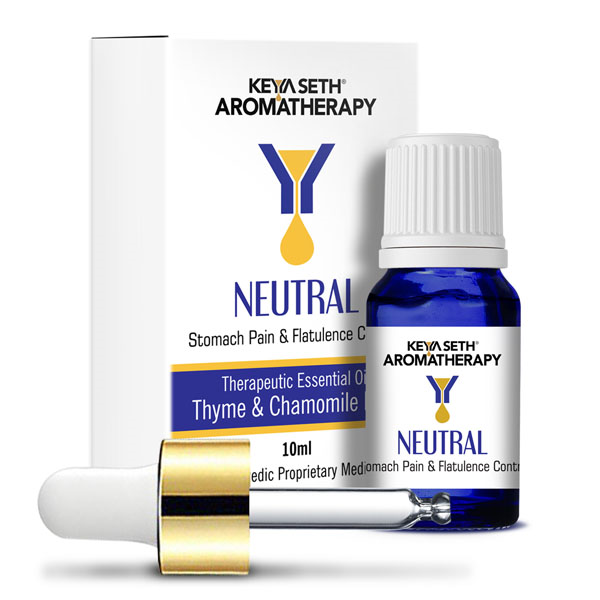 KEYA SETH®
AROMATHERAPY
NEUTRAL
Stomach Pain & Flatulence C
Therapeutic Essential Oi
Thyme & Chamomile
10ml
edic Proprietary Medi
KEYA SETH
AROMATHERAPY
NEUTRAL
tomach Pain & Flatulence Contr